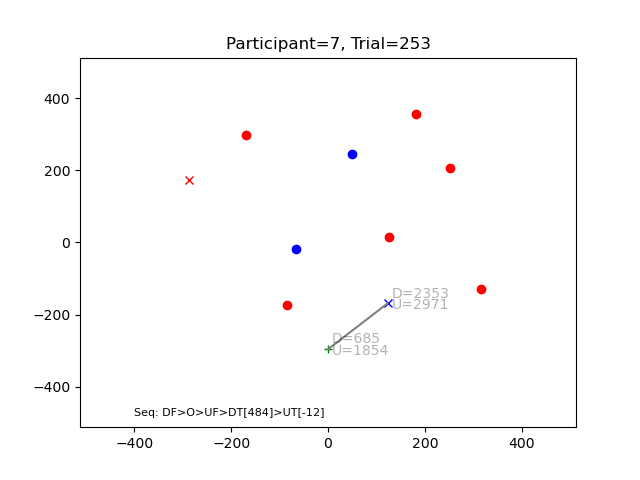 Participant=7, Trial=253
400
200
0
−200
−400
D=2353
U=2971
D=685
U=1854
Seq: DF>O>UF>DT[484]>UT[-12]
−400 −200 0 200 400